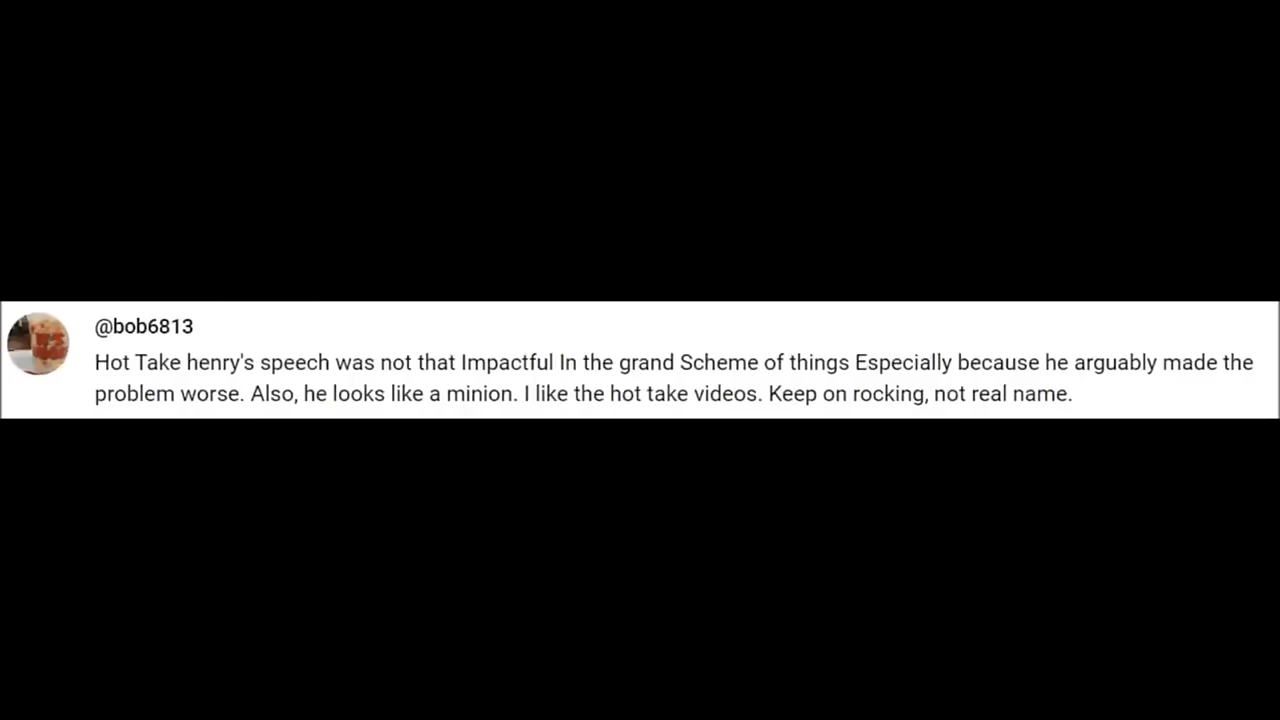 @bob6813
Hot Take henry's speech was not that Impactful In the grand Scheme of things Especially because he arguably made the
problem worse. Also, he looks like a minion. I like the hot take videos. Keep on rocking, not real name.